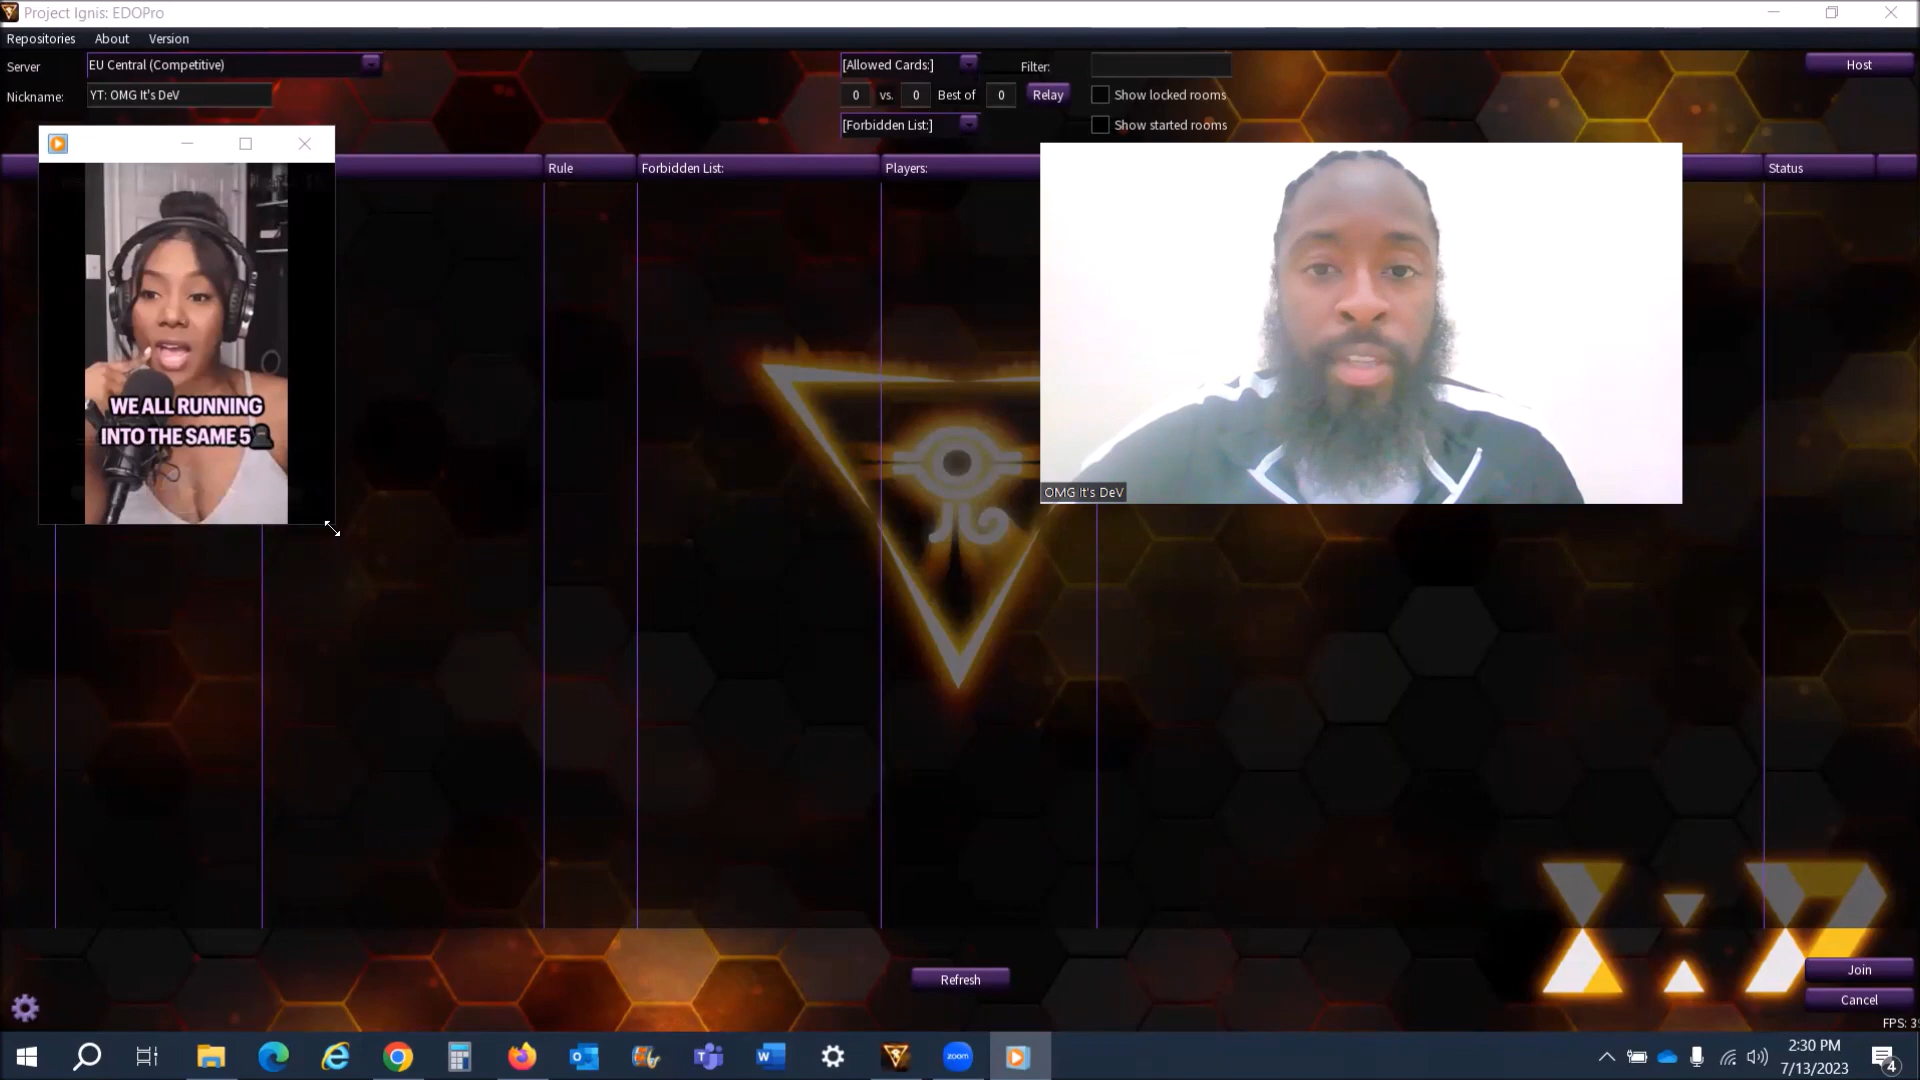 Project Ignis: EDOPro
Repositories About Version
Server EU Central (Competitive) [Allowed Cards:] Filter: Host
Nickname: YT: OMG It's DeV 0 vs. 0 Best of 0 Relay Show locked rooms
[Forbidden List:] Show started rooms
Rule Forbidden List: Players: Status
WE ALL RUNNING
INTO THE SAME 5
OMG It's DeV
Refresh
Join
Cancel
FPS: 3
zoom
2:30 PM
7/13/2023
4